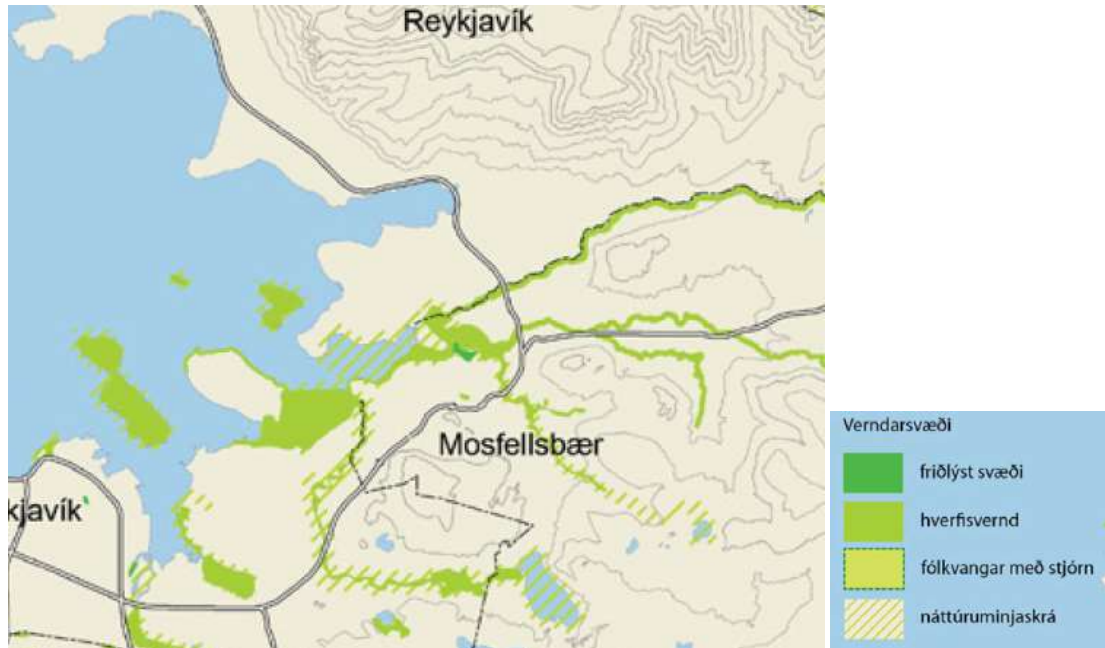 Reykjavík
Mosfellsbær
kjavík
Verndarsvæði
friðlýst svæði
hverfisvernd
fólkvangar með stjórn
náttúruminjaskrá